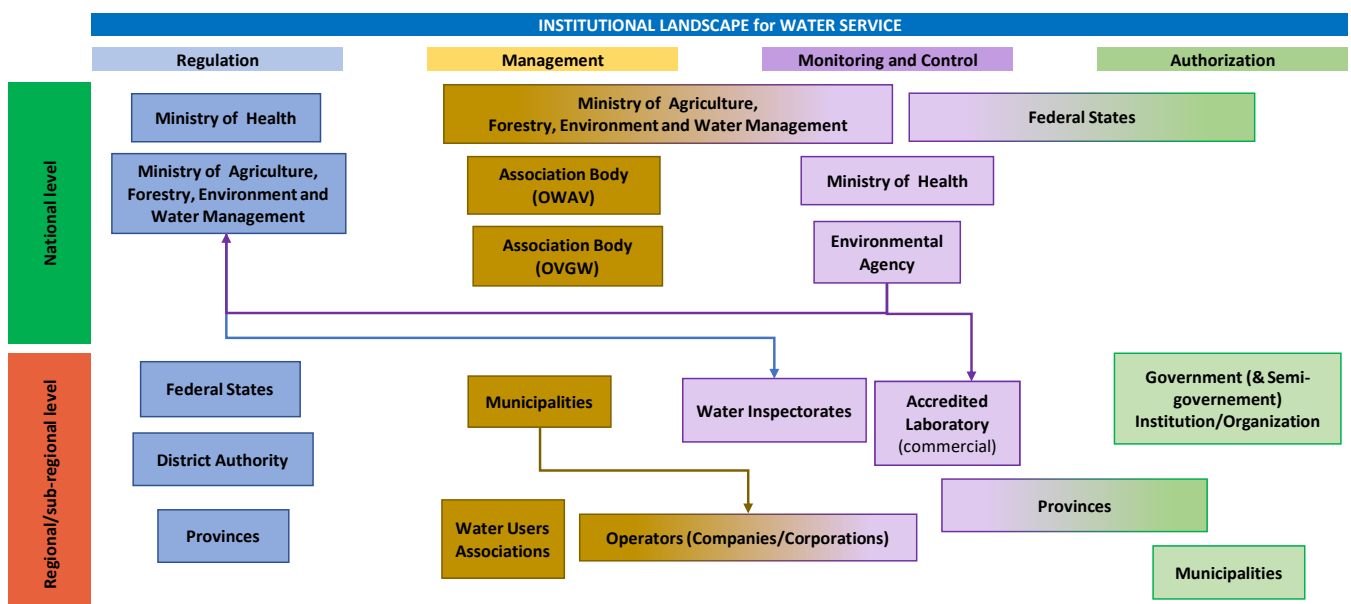 INSTITUTIONAL LANDSCAPE for WATER SERVICE
Regulation
Management
Monitoring and Control
Authorization
National level
Ministry of Health
Ministry of Agriculture,
Forestry, Environment and Water Management
Federal States
Ministry of Agriculture,
Forestry, Environment and
Water Management
Association Body
(OWAV)
Ministry of Health
Association Body
(OVGW)
Environmental
Agency
Regional/sub-regional level
Federal States
Municipalities
Water Inspectorates
Accredited
Laboratory
(commercial)
Government (& Semi-
governement)
Institution/Organization
District Authority
Provinces
Water Users
Associations
Operators (Companies/Corporations)
Provinces
Municipalities